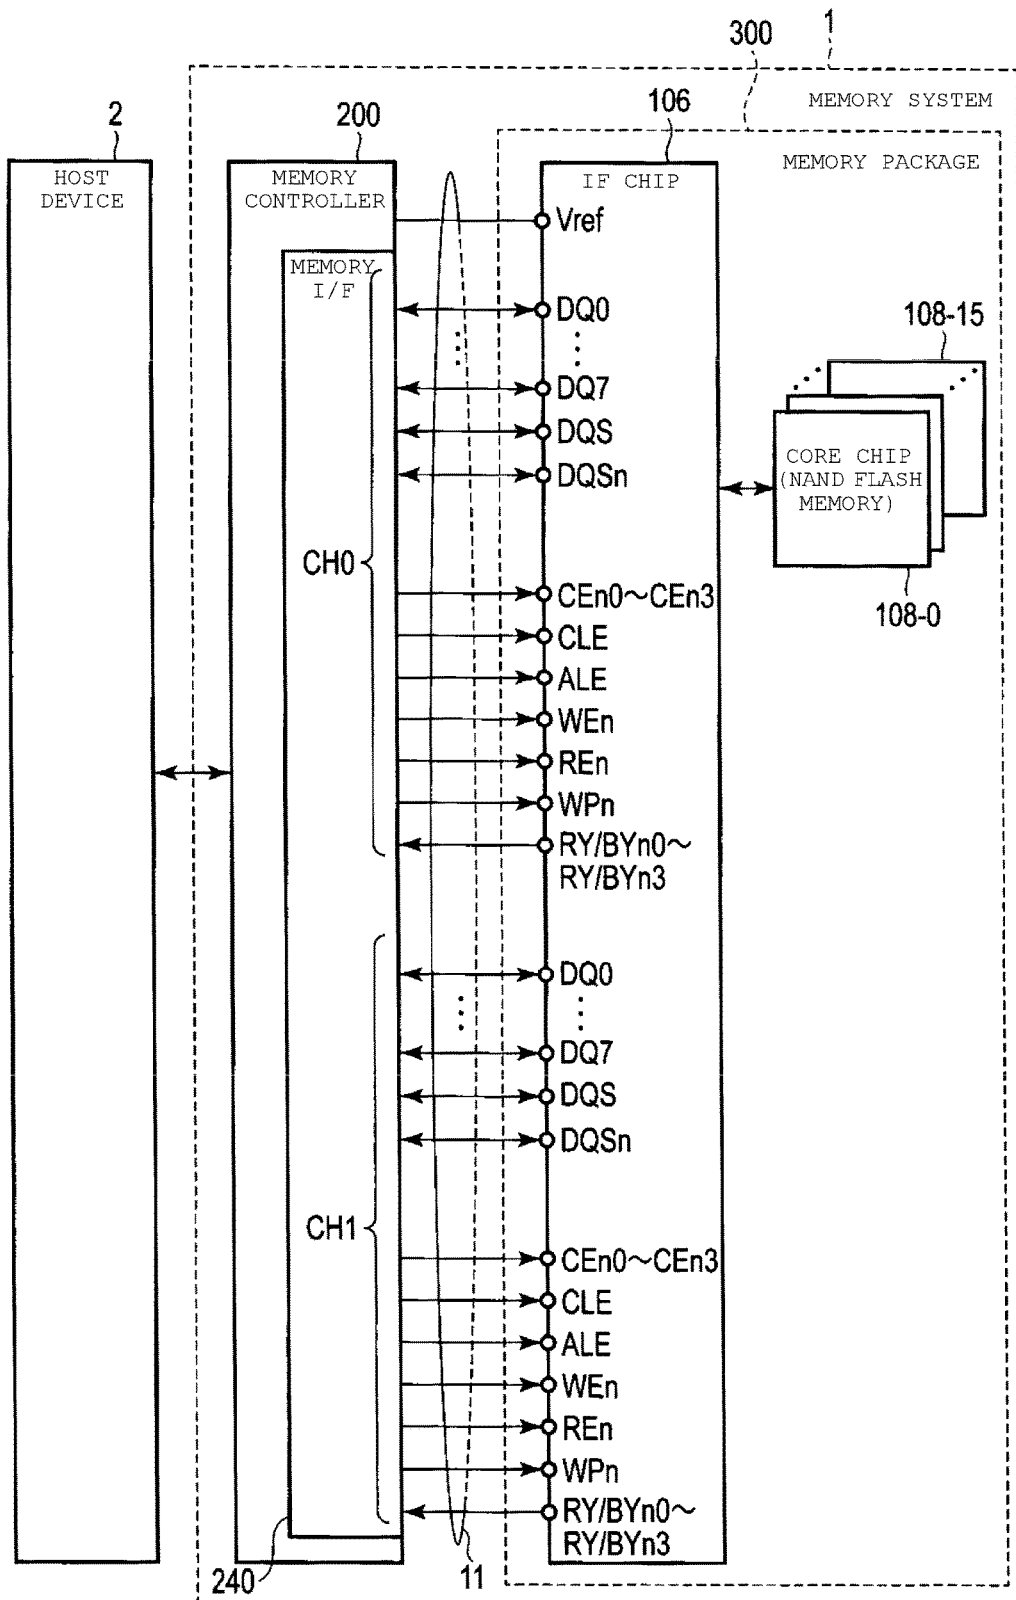 1
300
MEMORY SYSTEM
2
200
106
MEMORY PACKAGE
HOST
DEVICE
MEMORY
CONTROLLER
IF CHIP
Vref
MEMORY
I/F
DQ0
DQ7
DQS
DQSn
108-15
CORE CHIP
(NAND FLASH
MEMORY)
108-0
CH0
CEn0~CEn3
CLE
ALE
WEn
REn
WPn
RY/BYn0~
RY/BYn3
DQ0
DQ7
DQS
DQSn
CH1
CEn0~CEn3
CLE
ALE
WEn
REn
WPn
RY/BYn0~
RY/BYn3
240
11